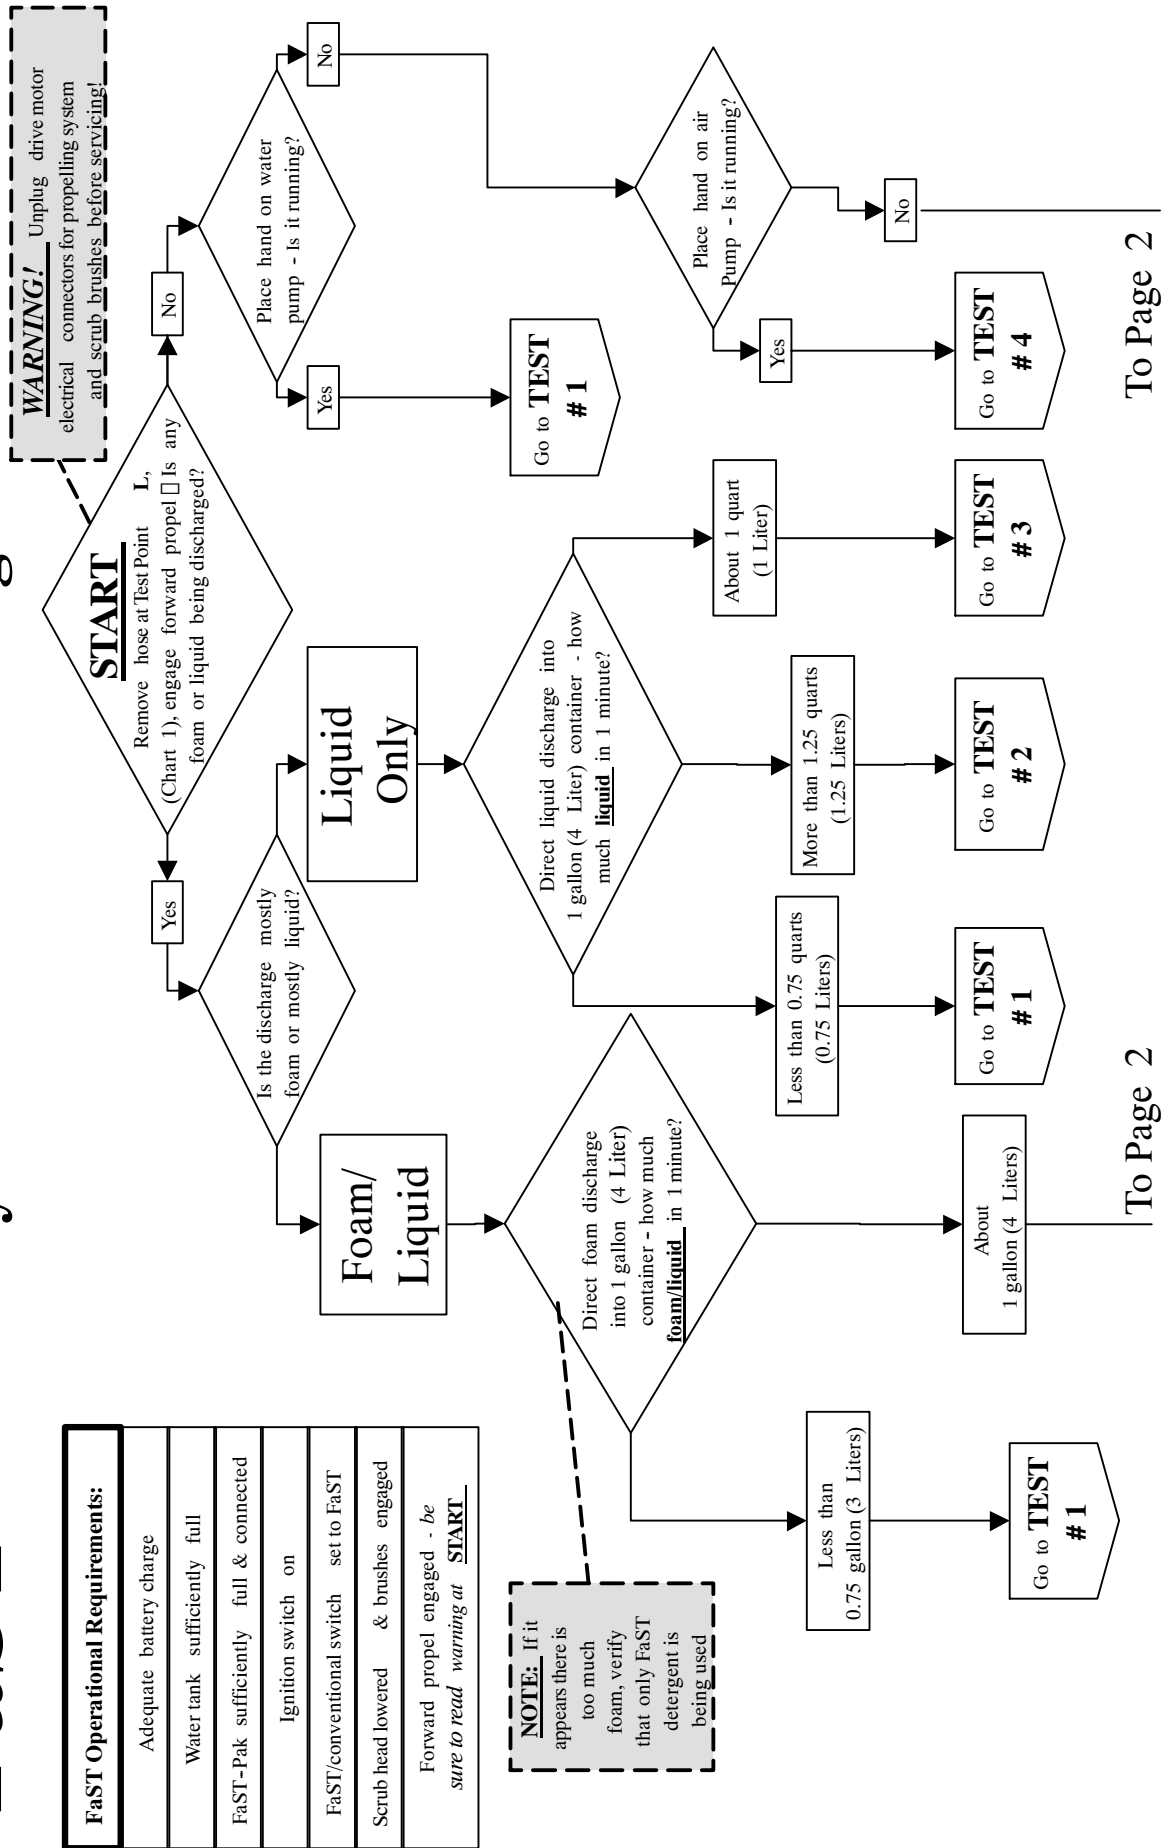 FaST Operational Requirements:
Adequate battery charge
Water tank sufficiently full
FaST-Pak sufficiently full & connected
Ignition switch on
FaST/conventional switch set to FaST
Scrub head lowered & brushes engaged
Forward propel engaged - be
sure to read warning at START
WARNING! Unplug drive motor
electrical connectors for propelling system
and scrub brushes before servicing!
START
Remove hose at Test Point L,
(Chart 1), engage forward propel □ Is any
foam or liquid being discharged?
Yes
No
Is the discharge mostly
foam or mostly liquid?
Place hand on water
pump - Is it running?
Foam/
Liquid
Liquid
Only
Yes
No
Go to TEST
# 1
NOTE: If it
appears there is
too much
foam, verify
that only FaST
detergent is
being used
Direct foam discharge
into 1 gallon (4 Liter)
container - how much
foam/liquid in 1 minute?
Direct liquid discharge into
1 gallon (4 Liter) container - how
much liquid in 1 minute?
Place hand on air
Pump - Is it running?
Less than
0.75 gallon (3 Liters)
About
1 gallon (4 Liters)
Less than 0.75 quarts
(0.75 Liters)
More than 1.25 quarts
(1.25 Liters)
About 1 quart
(1 Liter)
Yes
No
Go to TEST
# 1
Go to TEST
# 1
Go to TEST
# 2
Go to TEST
# 3
Go to TEST
# 4
To Page 2
To Page 2